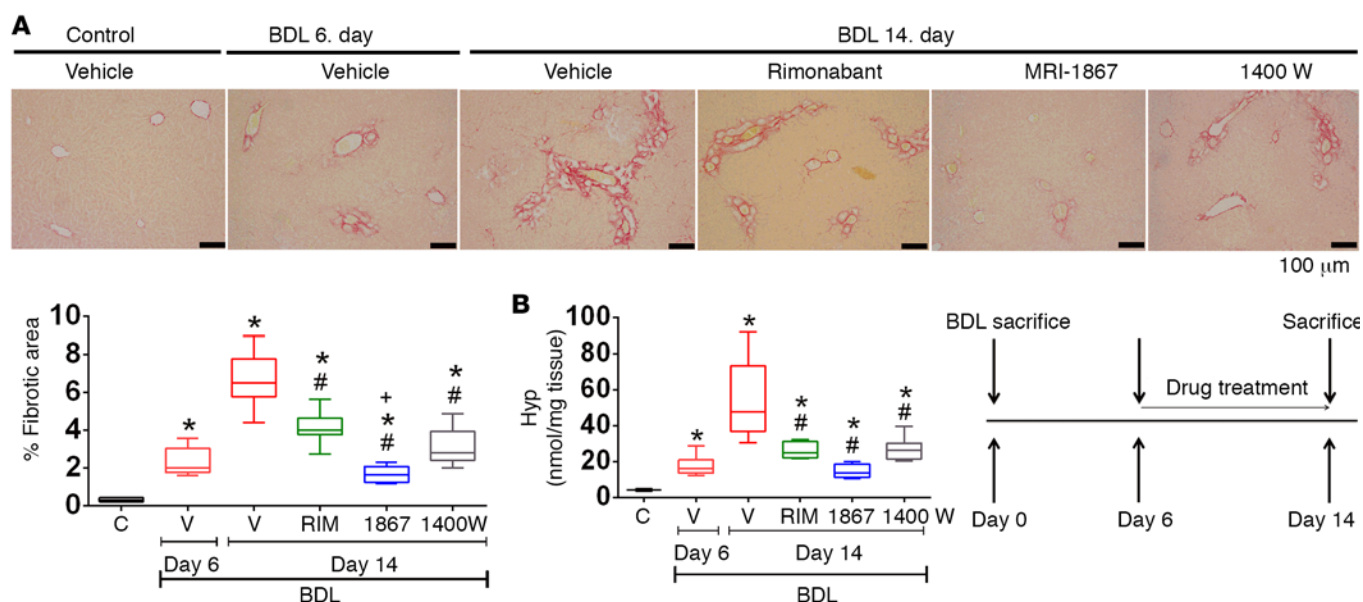 A
Control
BDL 6. day
BDL 14. day
Vehicle
Vehicle
Vehicle
Rimonabant
MRI-1867
1400 W
100 μm
% Fibrotic area
10
8
6
4
2
0
*
*
*
#
+
*
#
*
#
C
V
V
RIM
1867
1400W
Day 6
Day 14
BDL
B
Hyp
(nmol/mg tissue)
100
80
60
40
20
0
*
*
*
#
*
#
*
#
C
V
V
RIM
1867
1400 W
Day 6
Day 14
BDL
BDL sacrifice
Sacrifice
Drug treatment
Day 0
Day 6
Day 14